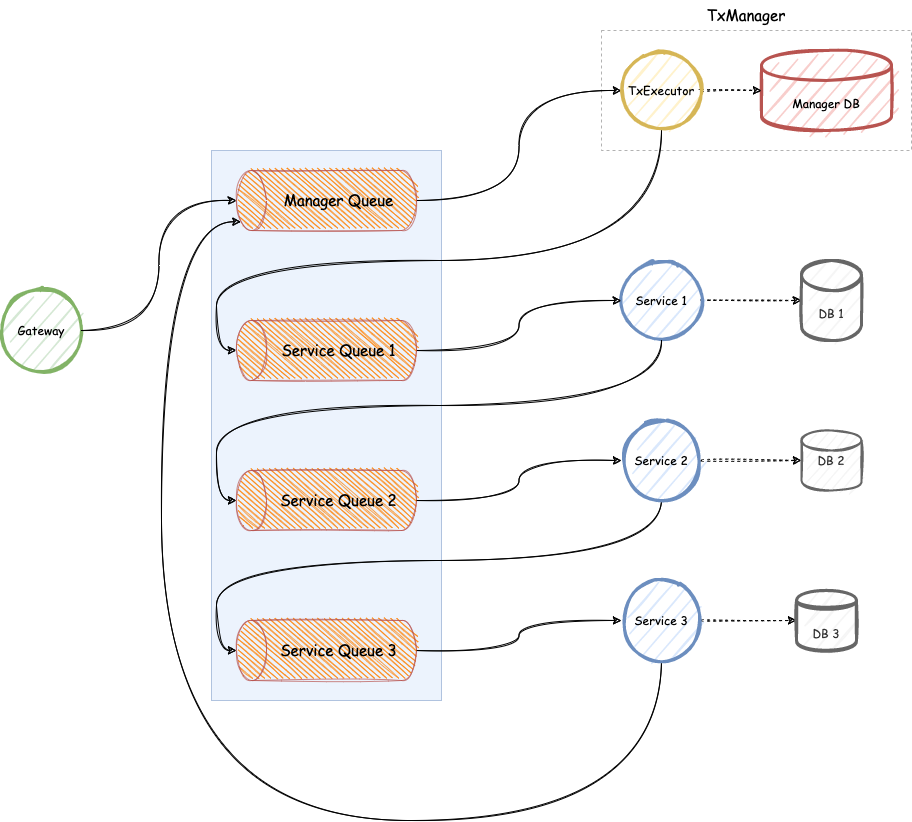 TxManager
TxExecutor
Manager DB
Manager Queue
Service 1
DB 1
Gateway
Service Queue 1
Service 2
DB 2
Service Queue 2
Service 3
DB 3
Service Queue 3